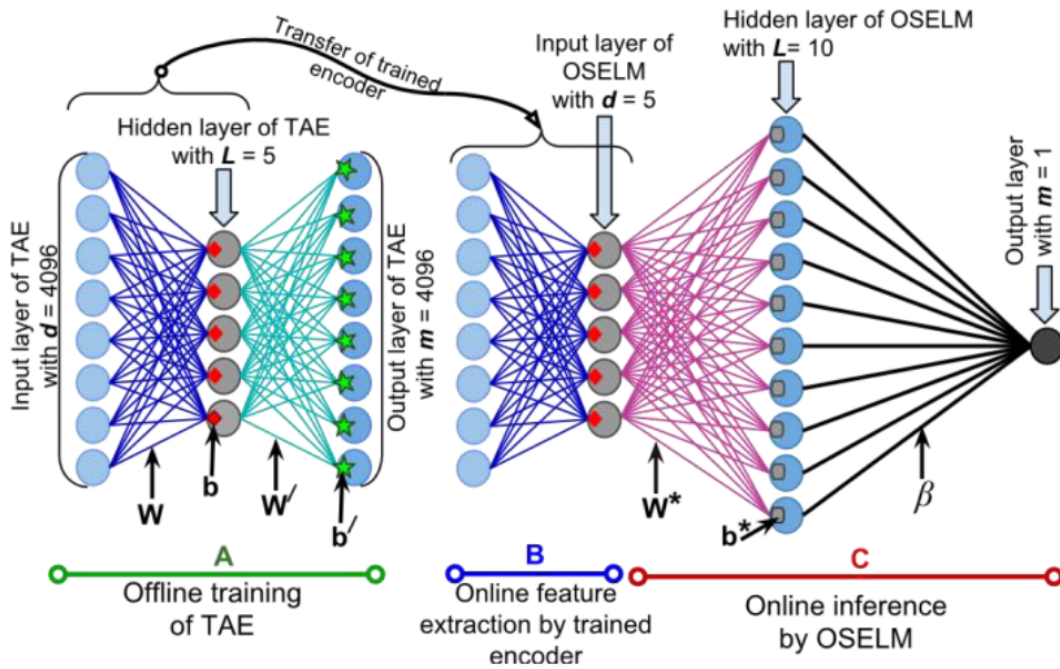 Transfer of trained
encoder
Hidden layer of TAE
with L = 5
Input layer of
OSELM
with d = 5
Hidden layer of OSELM
with L= 10
Input layer of TAE
with d = 4096
Output layer of TAE
with m = 4096
Output layer
with m = 1
W
b
W/
b/
W*
b*
β
A
Offline training
of TAE
B
Online feature
extraction by trained
encoder
C
Online inference
by OSELM